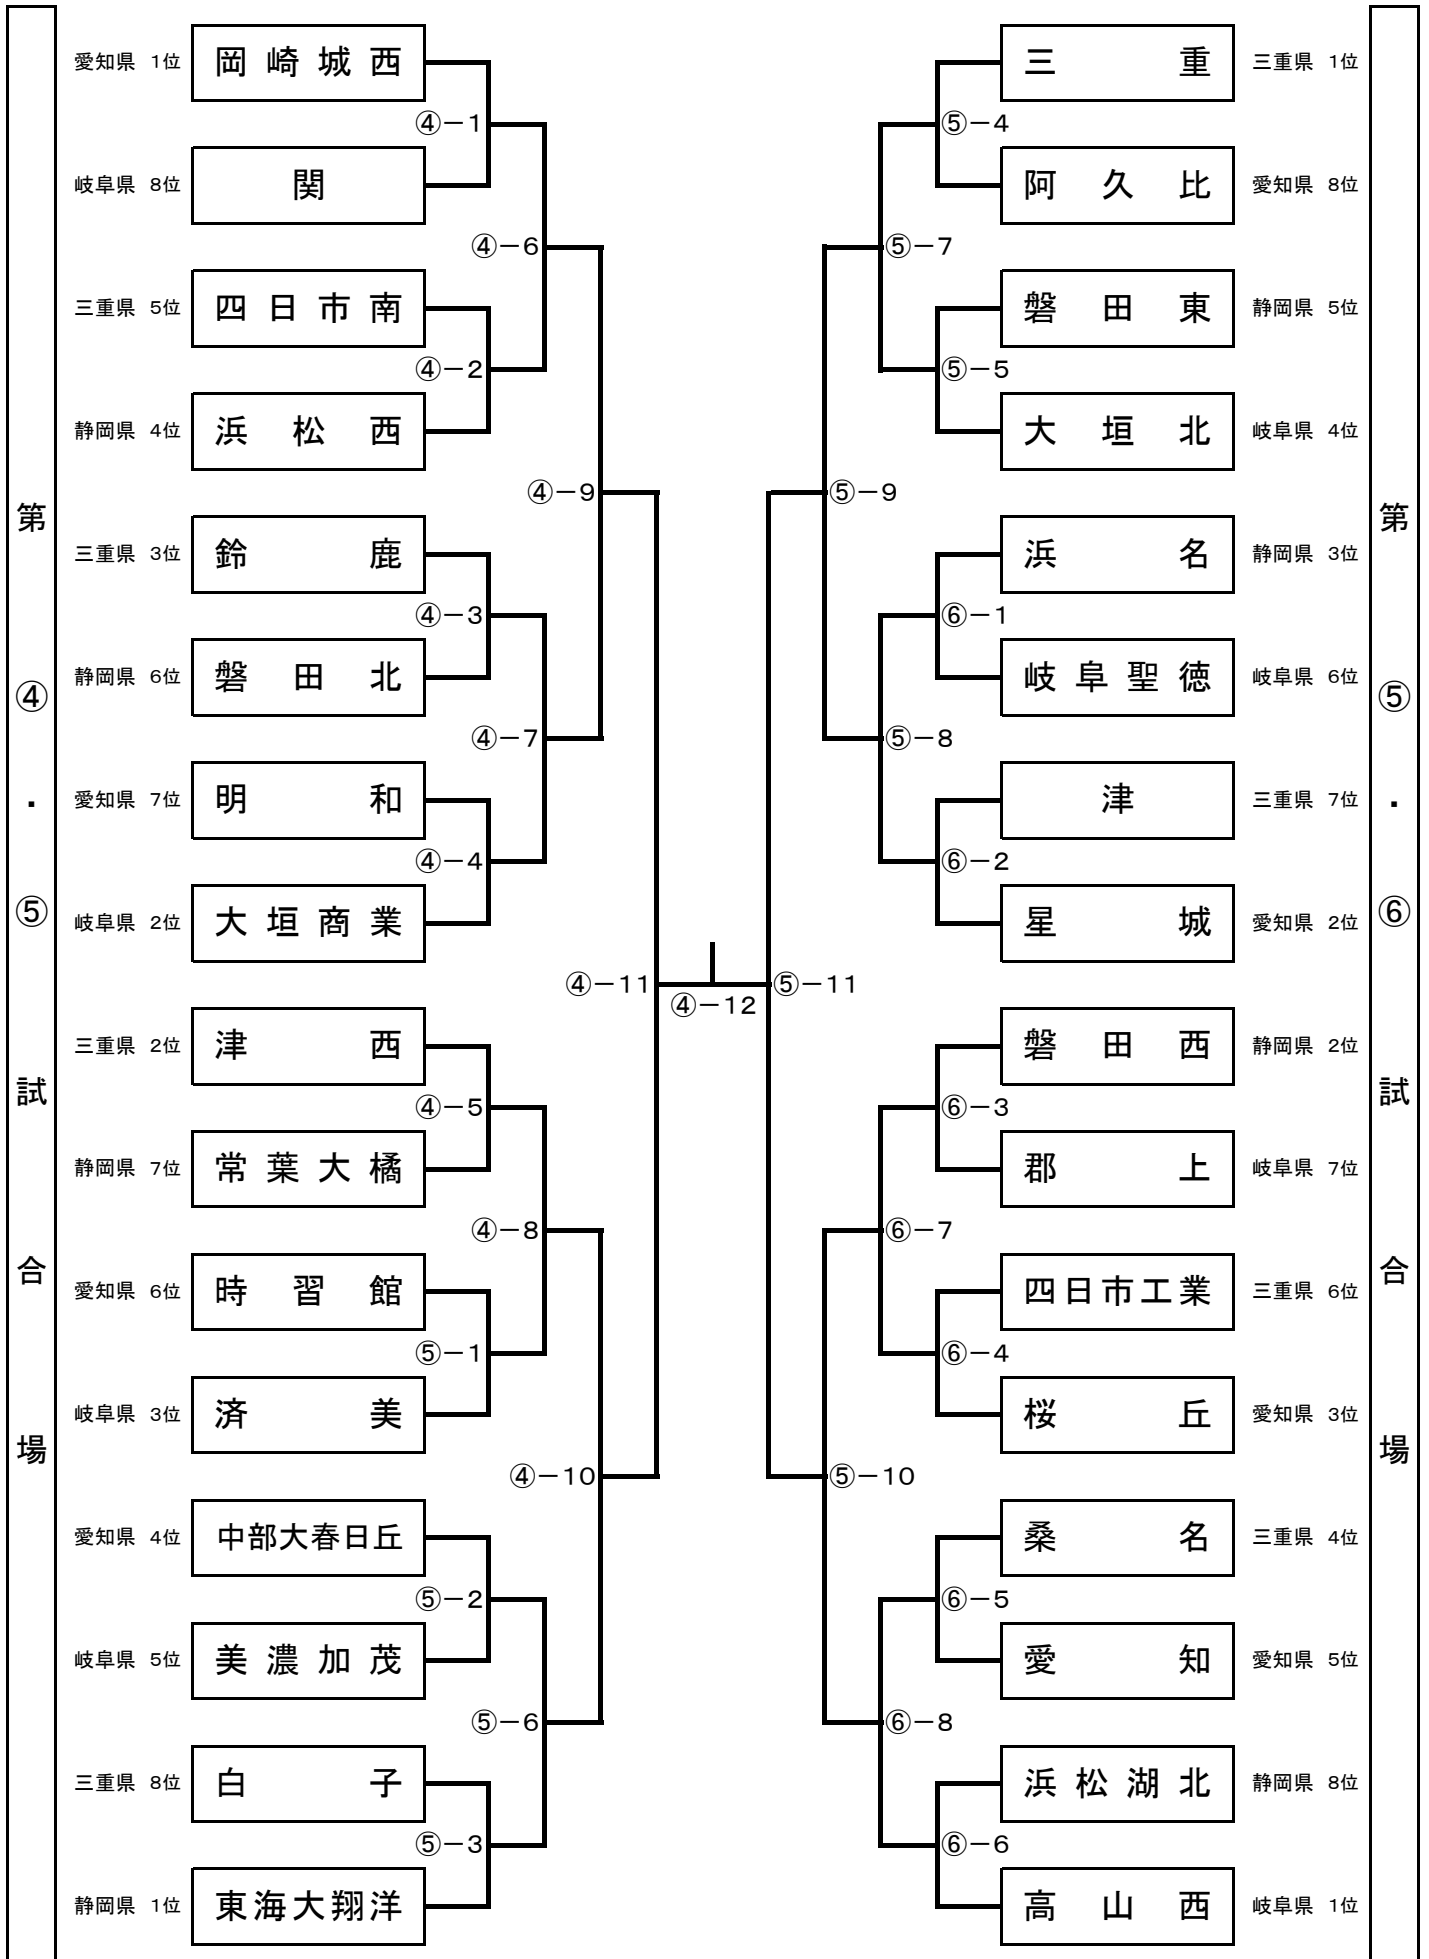 第④・⑤試合場
愛知県 1位 岡崎城西
④－1
岐阜県 8位 関
④－6
三重県 5位 四日市南
④－2
静岡県 4位 浜松西
④－9
三重県 3位 鈴鹿
④－3
静岡県 6位 磐田北
④－7
愛知県 7位 明和
④－4
岐阜県 2位 大垣商業
④－11
三重県 2位 津西
④－5
静岡県 7位 常葉大橘
④－8
愛知県 6位 時習館
⑤－1
岐阜県 3位 済美
④－10
愛知県 4位 中部大春日丘
⑤－2
岐阜県 5位 美濃加茂
⑤－6
三重県 8位 白子
⑤－3
静岡県 1位 東海大翔洋
④－12
三重 三重県 1位
⑤－4
阿久比 愛知県 8位
⑤－7
磐田東 静岡県 5位
⑤－5
大垣北 岐阜県 4位
⑤－9
浜名 静岡県 3位
⑥－1
岐阜聖徳 岐阜県 6位
⑤－8
津 三重県 7位
⑥－2
星城 愛知県 2位
⑤－11
磐田西 静岡県 2位
⑥－3
郡上 岐阜県 7位
⑥－7
四日市工業 三重県 6位
⑥－4
桜丘 愛知県 3位
⑤－10
桑名 三重県 4位
⑥－5
愛知 愛知県 5位
⑥－8
浜松湖北 静岡県 8位
⑥－6
高山西 岐阜県 1位
第⑤・⑥試合場